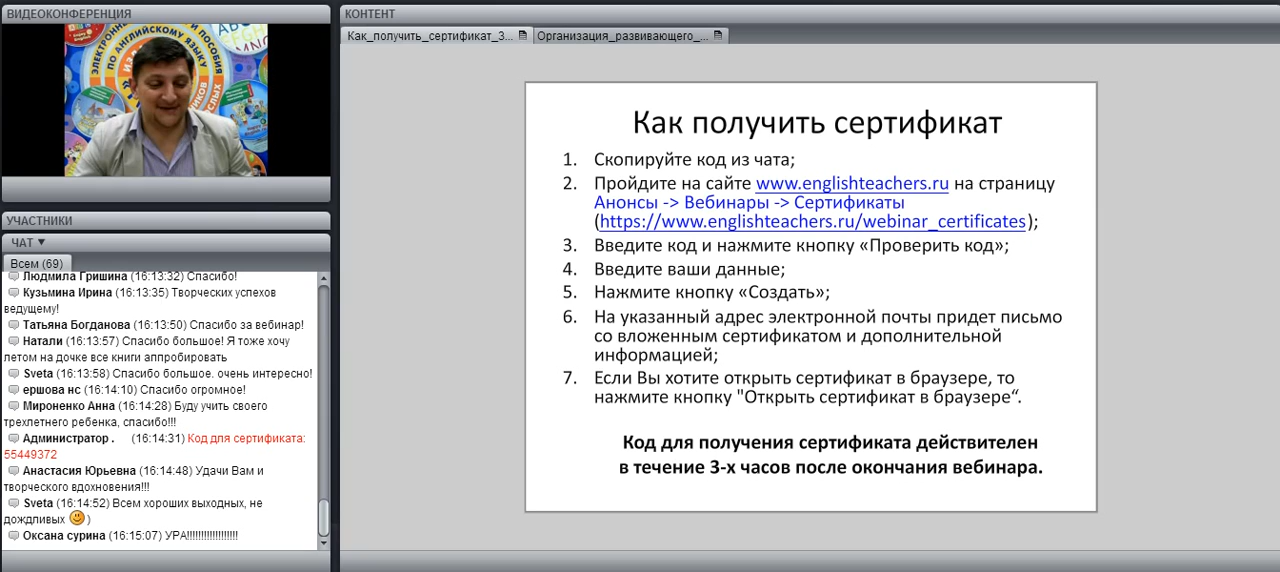 ВИДЕОКОНФЕРЕНЦИЯ
ЭЛЕКТРОННЫЕ
ПОСОБИЯ
ПО АНГЛИЙСКОМУ ЯЗЫКУ
УЧАСТНИКИ
ЧАТ
Всем (69)
Людмила Гришина (16:13:32) Спасибо!
Кузьмина Ирина (16:13:35) Творческих успехов
ведущему!
Татьяна Богданова (16:13:50) Спасибо за вебинар!
Натали (16:13:57) Спасибо большое! Я тоже хочу
летом на дочке все книги аппробировать
Sveta (16:13:58) Спасибо большое. очень интересно!
ершова нс (16:14:10) Спасибо огромное!
Мироненко Анна (16:14:28) Буду учить своего
трехлетнего ребенка, спасибо!!!
Администратор . (16:14:31) Код для сертификата:
55449372
Анастасия Юрьевна (16:14:48) Удачи Вам и
творческого вдохновения!!!
Sveta (16:14:52) Всем хороших выходных, не
дождливых )
Оксана сурина (16:15:07) УРА!!!!!!!!!!!!!!!!!!
КОНТЕНТ
Как_получить_сертификат_3...
Организация_развивающего_...
Как получить сертификат
1. Скопируйте код из чата;
2. Пройдите на сайте www.englishteachers.ru на страницу
Анонсы -> Вебинары -> Сертификаты
(https://www.englishteachers.ru/webinar_certificates);
3. Введите код и нажмите кнопку «Проверить код»;
4. Введите ваши данные;
5. Нажмите кнопку «Создать»;
6. На указанный адрес электронной почты придет письмо
со вложенным сертификатом и дополнительной
информацией;
7. Если Вы хотите открыть сертификат в браузере, то
нажмите кнопку "Открыть сертификат в браузере“.
Код для получения сертификата действителен
в течение 3-х часов после окончания вебинара.